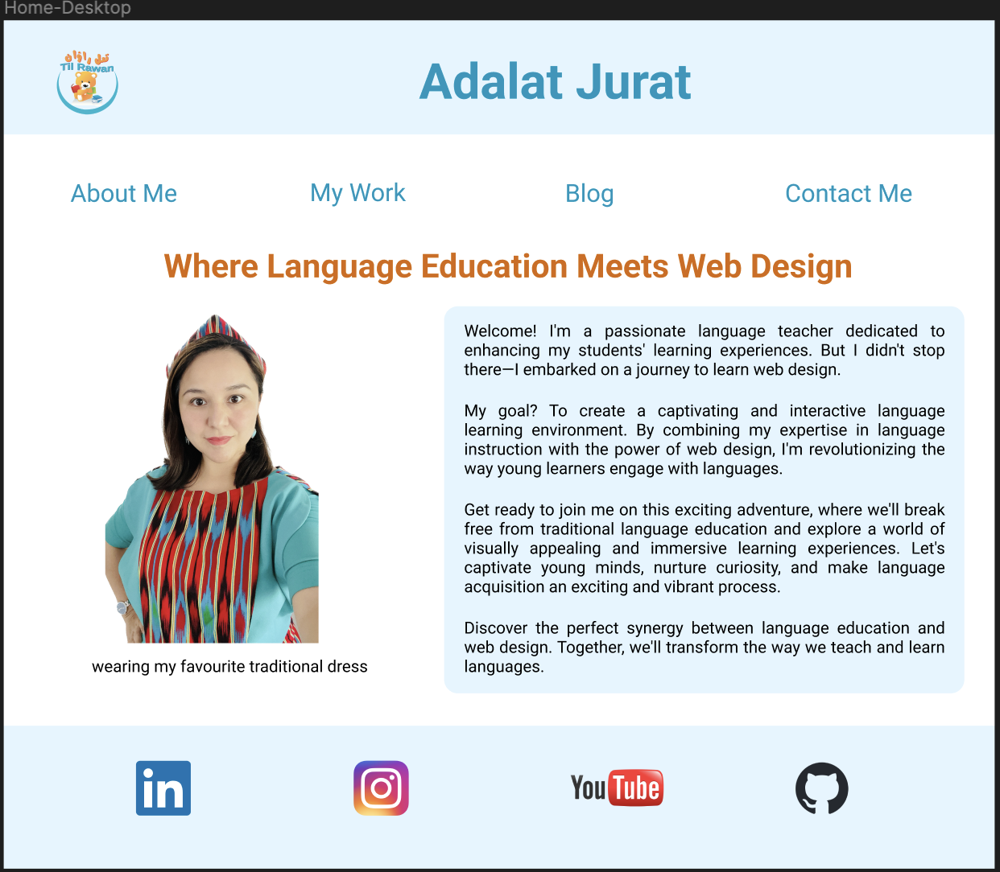 Home-Desktop
تىل راۋان
Til Rawan
Adalat Jurat
About Me
My Work
Blog
Contact Me
Where Language Education Meets Web Design
Welcome! I'm a passionate language teacher dedicated to
enhancing my students' learning experiences. But I didn't stop
there—I embarked on a journey to learn web design.
My goal? To create a captivating and interactive language
learning environment. By combining my expertise in language
instruction with the power of web design, I'm revolutionizing the
way young learners engage with languages.
Get ready to join me on this exciting adventure, where we'll break
free from traditional language education and explore a world of
visually appealing and immersive learning experiences. Let's
captivate young minds, nurture curiosity, and make language
acquisition an exciting and vibrant process.
Discover the perfect synergy between language education and
web design. Together, we'll transform the way we teach and learn
languages.
wearing my favourite traditional dress
in
YouTube